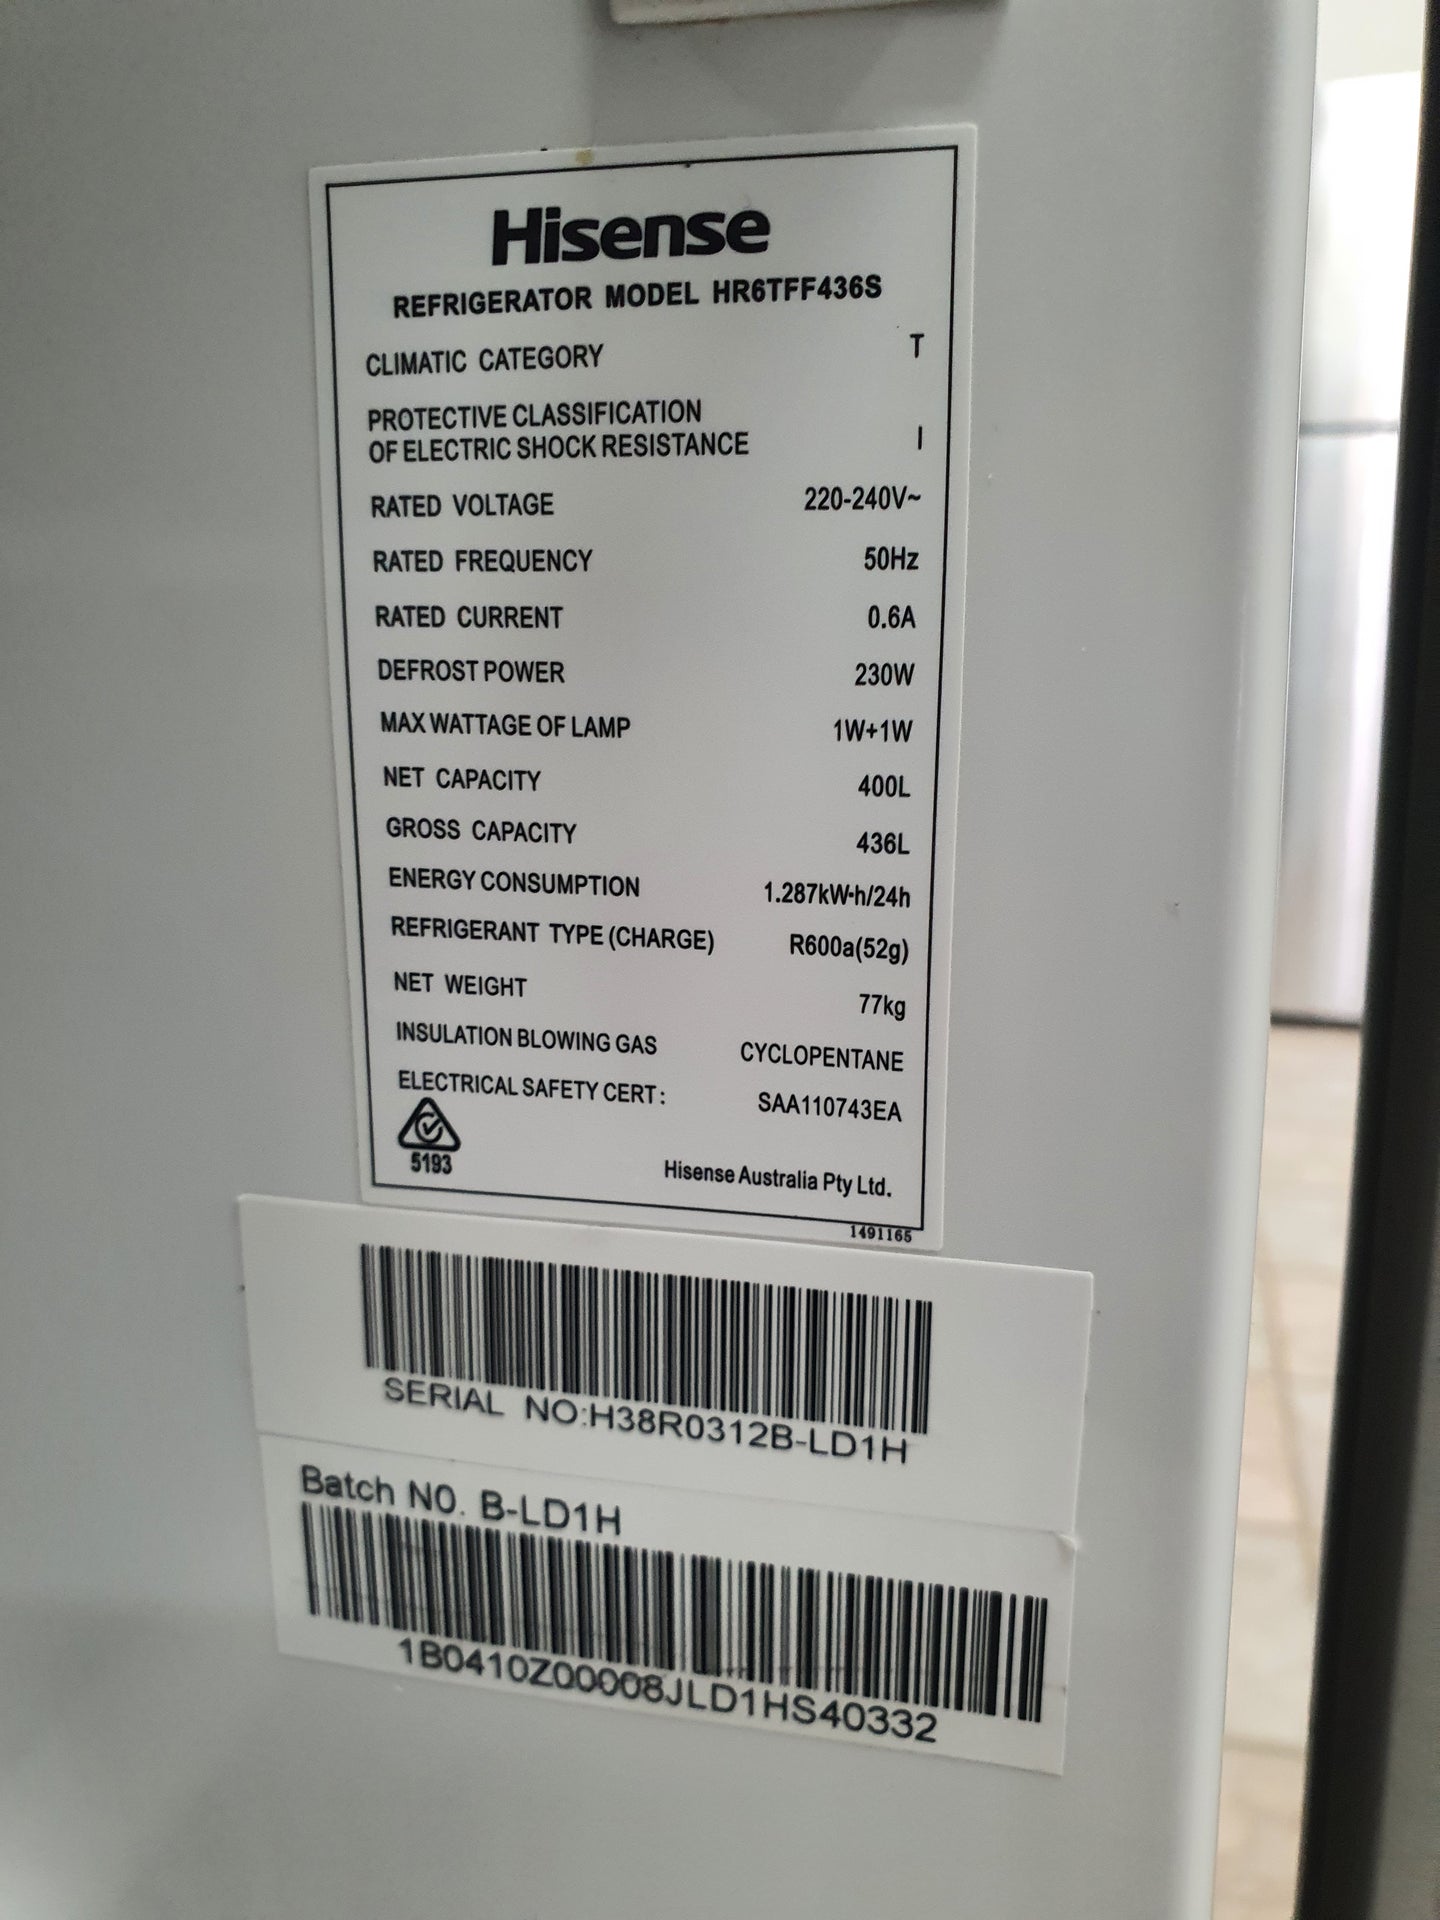 Hisense
REFRIGERATOR MODEL HR6TFF436S
CLIMATIC CATEGORY T
PROTECTIVE CLASSIFICATION
OF ELECTRIC SHOCK RESISTANCE I
RATED VOLTAGE 220-240V~
RATED FREQUENCY 50Hz
RATED CURRENT 0.6A
DEFROST POWER 230W
MAX WATTAGE OF LAMP 1W+1W
NET CAPACITY 400L
GROSS CAPACITY 436L
ENERGY CONSUMPTION 1.287kW·h/24h
REFRIGERANT TYPE (CHARGE) R600a(52g)
NET WEIGHT 77kg
INSULATION BLOWING GAS CYCLOPENTANE
ELECTRICAL SAFETY CERT: SAA110743EA
5193
Hisense Australia Pty Ltd.
1491165
SERIAL NO:H38R0312B-LD1H
Batch NO. B-LD1H
1B0410Z00008JLD1HS40332